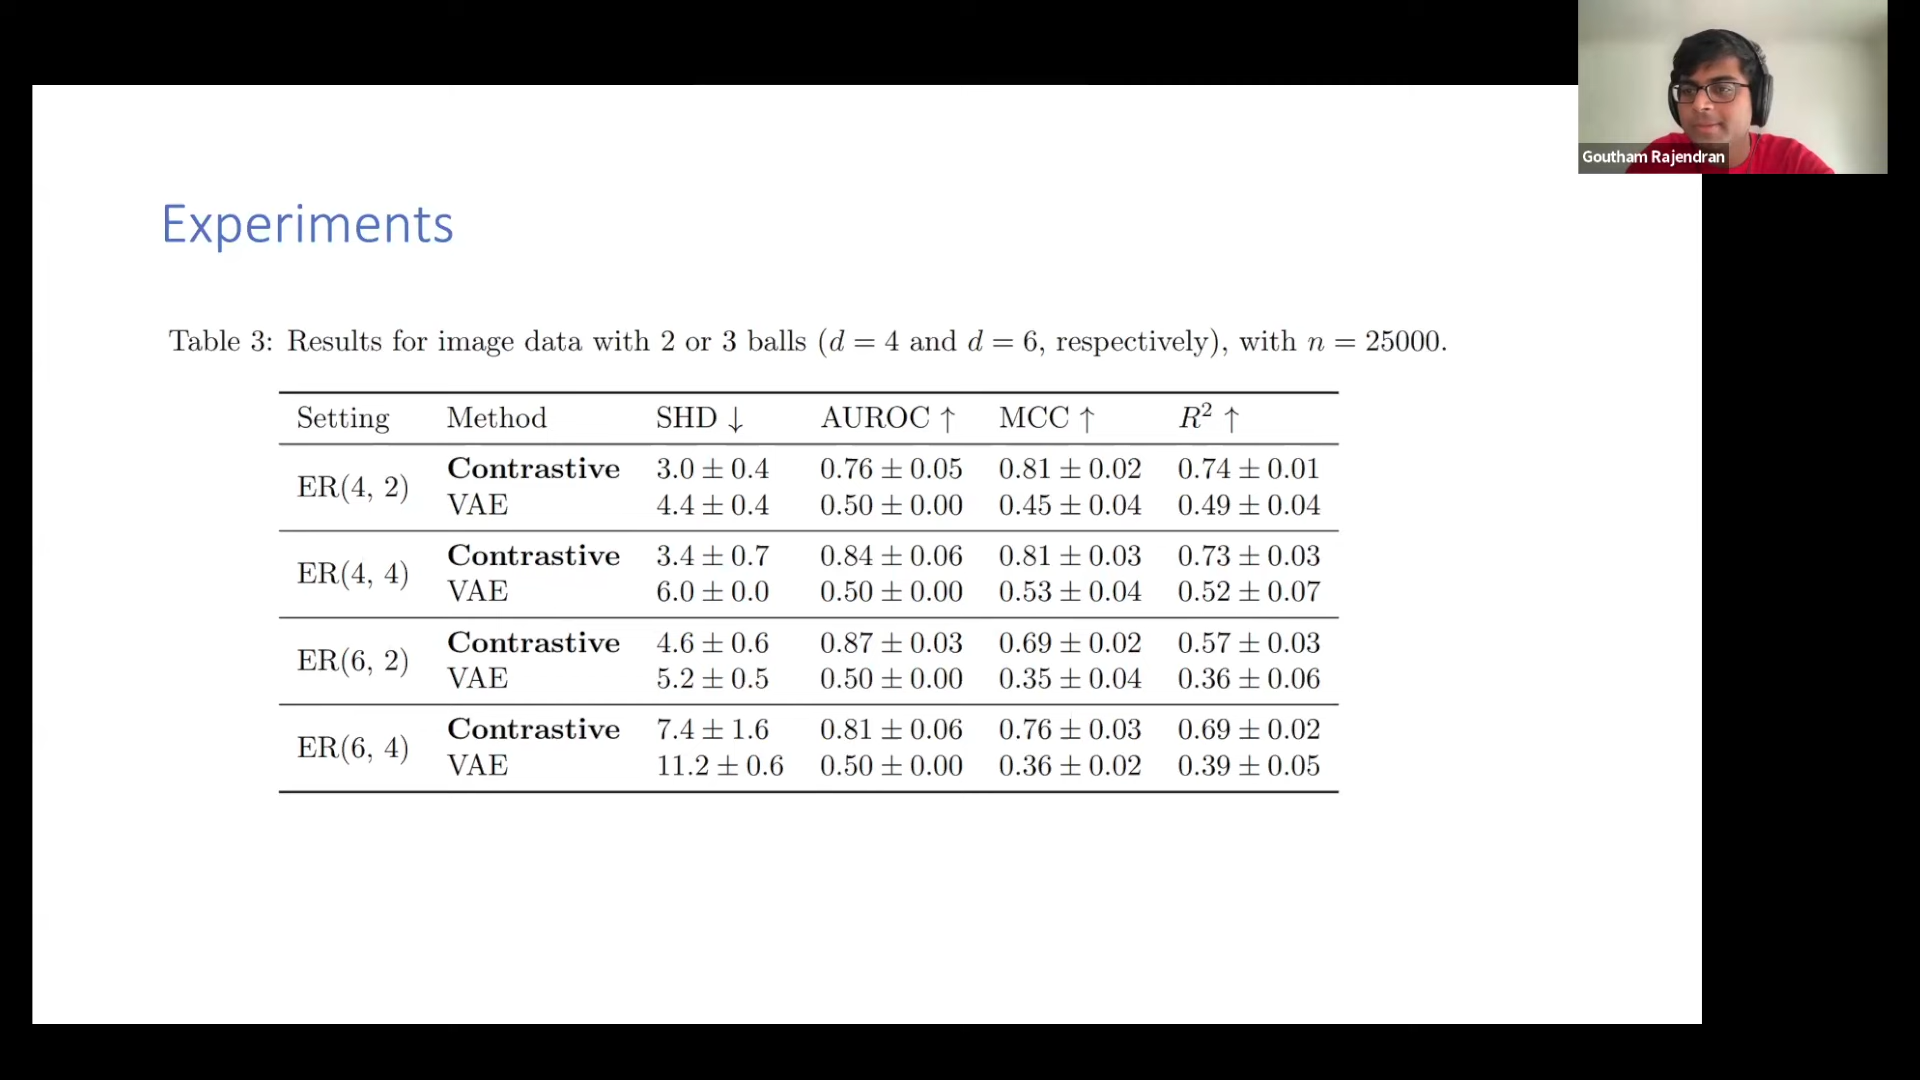 Goutham Rajendran
Experiments
Table 3: Results for image data with 2 or 3 balls (d = 4 and d = 6, respectively), with n = 25000.
Setting Method SHD ↓ AUROC ↑ MCC ↑ R² ↑
ER(4, 2)
Contrastive 3.0 ± 0.4 0.76 ± 0.05 0.81 ± 0.02 0.74 ± 0.01
VAE 4.4 ± 0.4 0.50 ± 0.00 0.45 ± 0.04 0.49 ± 0.04
ER(4, 4)
Contrastive 3.4 ± 0.7 0.84 ± 0.06 0.81 ± 0.03 0.73 ± 0.03
VAE 6.0 ± 0.0 0.50 ± 0.00 0.53 ± 0.04 0.52 ± 0.07
ER(6, 2)
Contrastive 4.6 ± 0.6 0.87 ± 0.03 0.69 ± 0.02 0.57 ± 0.03
VAE 5.2 ± 0.5 0.50 ± 0.00 0.35 ± 0.04 0.36 ± 0.06
ER(6, 4)
Contrastive 7.4 ± 1.6 0.81 ± 0.06 0.76 ± 0.03 0.69 ± 0.02
VAE 11.2 ± 0.6 0.50 ± 0.00 0.36 ± 0.02 0.39 ± 0.05